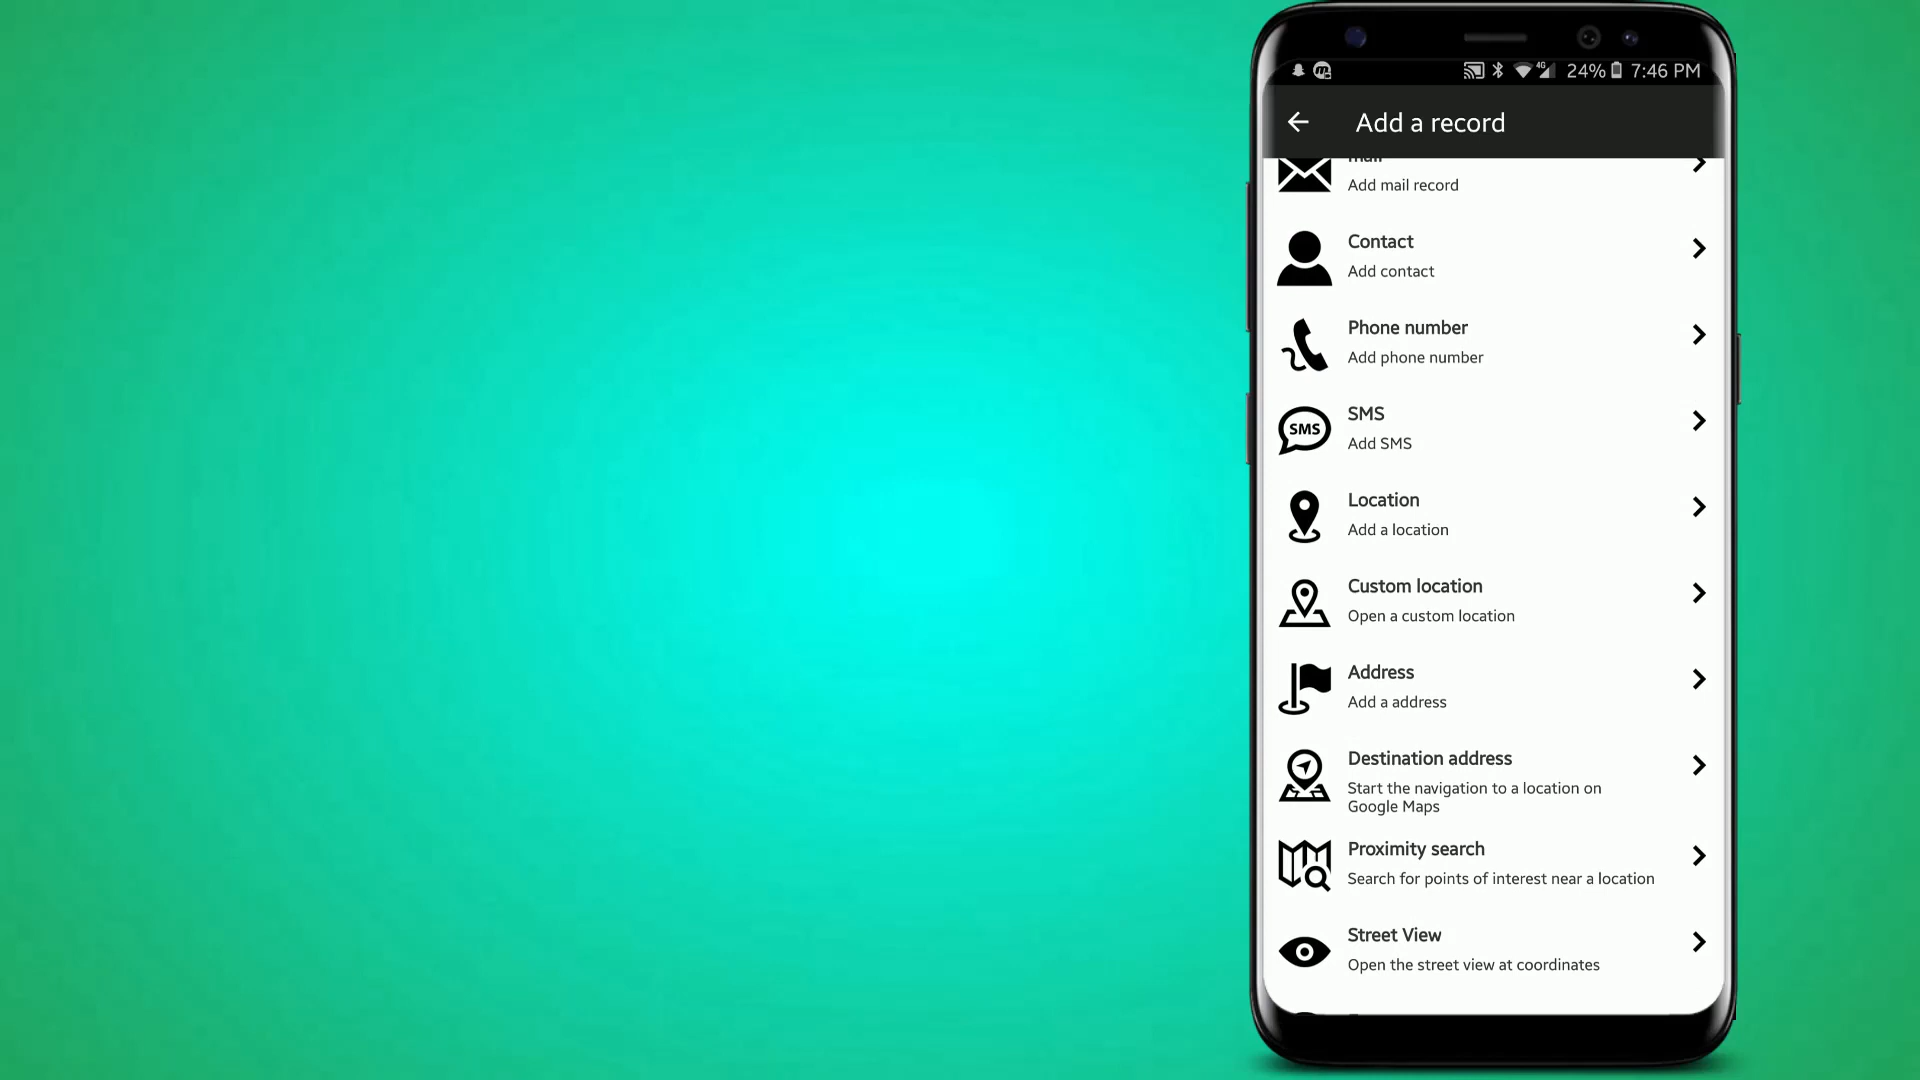 4G 24% 7:46 PM
Add a record
mail
Add mail record
Contact
Add contact
Phone number
Add phone number
SMS
SMS
Add SMS
Location
Add a location
Custom location
Open a custom location
Address
Add a address
Destination address
Start the navigation to a location on
Google Maps
Proximity search
Search for points of interest near a location
Street View
Open the street view at coordinates